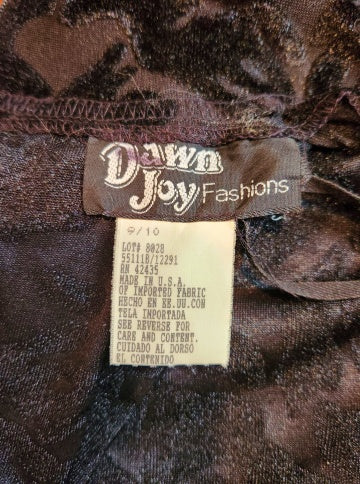 Dawn
Joy Fashions
9/10
LOT# 8028
55111B/12291
RN 42435
MADE IN U.S.A.
OF IMPORTED FABRIC
HECHO EN EE.UU.CON
TELA IMPORTADA
SEE REVERSE FOR
CARE AND CONTENT.
CUIDADO AL DORSO
EL CONTENIDO